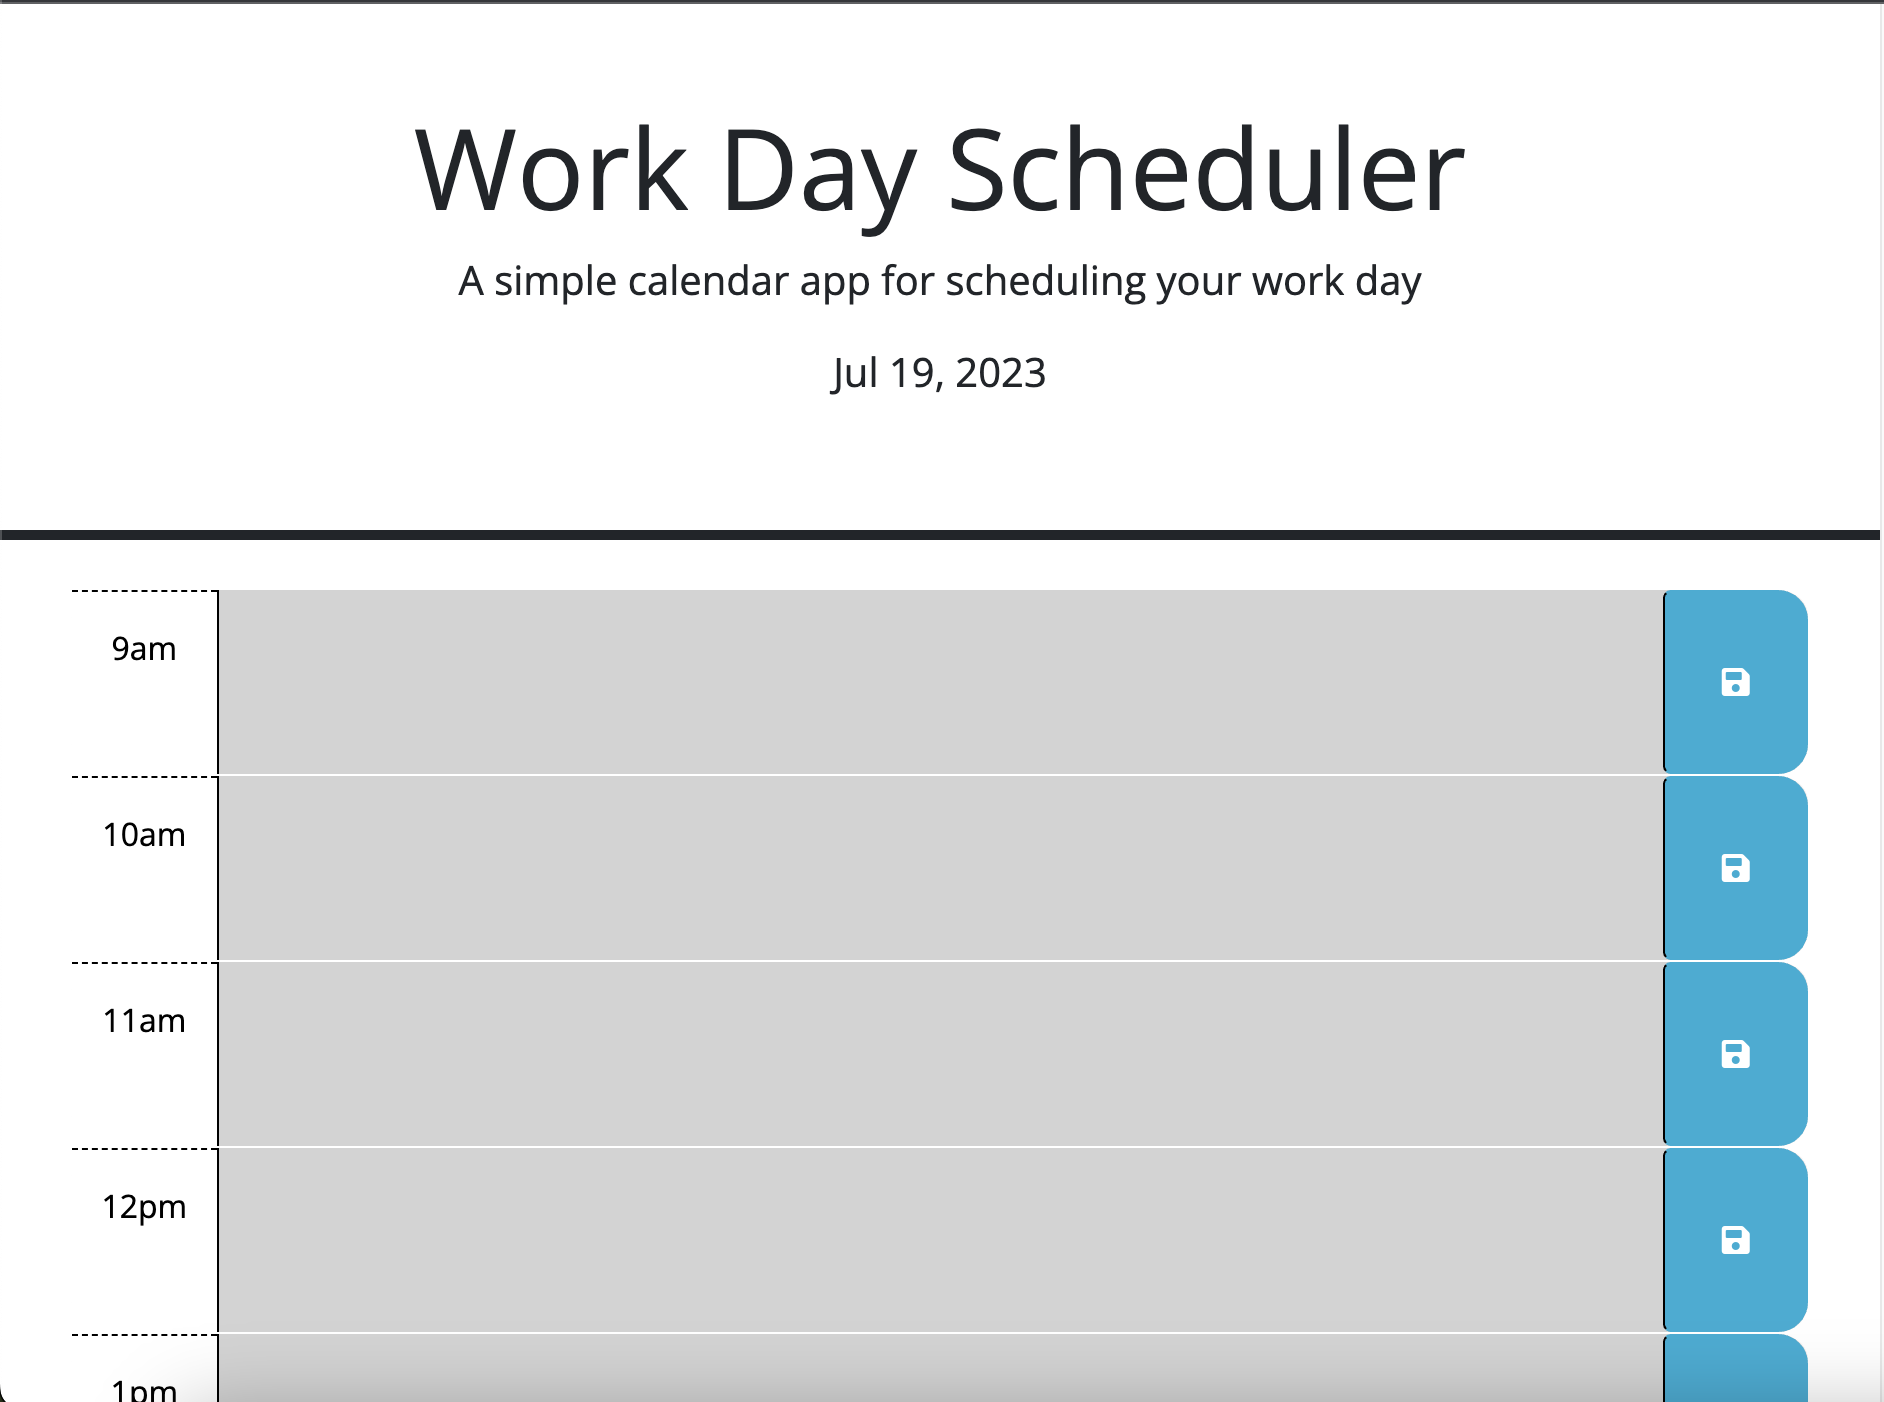 Work Day Scheduler
A simple calendar app for scheduling your work day
Jul 19, 2023
9am
10am
11am
12pm
1pm